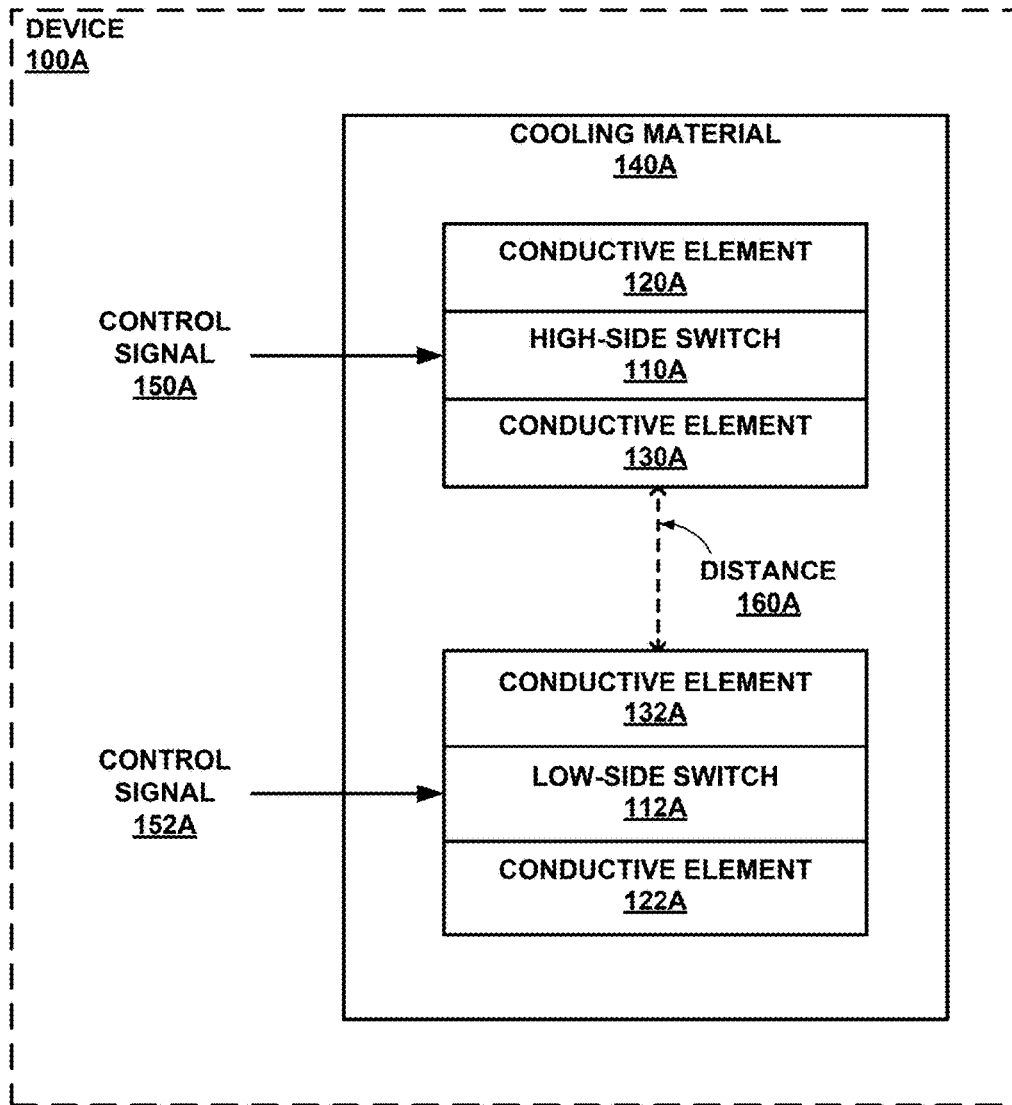 DEVICE
100A
COOLING MATERIAL
140A
CONDUCTIVE ELEMENT
120A
CONTROL
SIGNAL
150A
HIGH-SIDE SWITCH
110A
CONDUCTIVE ELEMENT
130A
DISTANCE
160A
CONDUCTIVE ELEMENT
132A
CONTROL
SIGNAL
152A
LOW-SIDE SWITCH
112A
CONDUCTIVE ELEMENT
122A